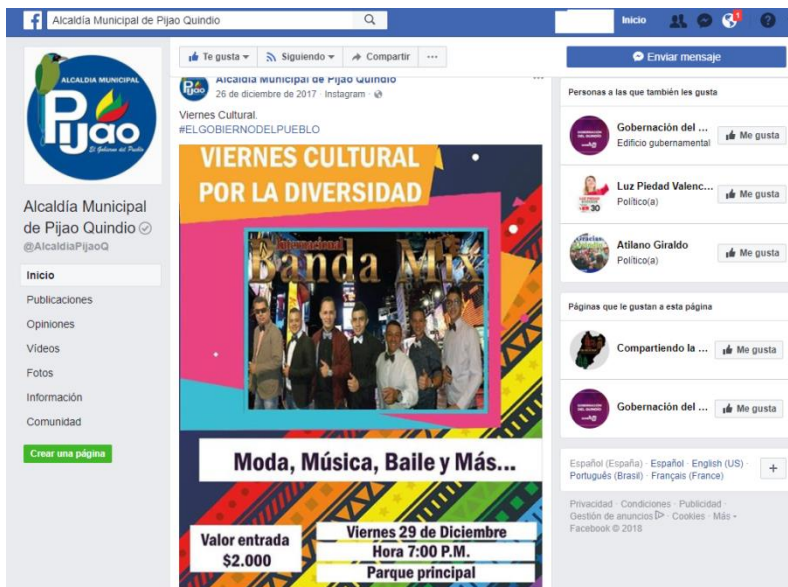 Alcaldía Municipal de Pijao Quindio
Inicio
1
Te gusta
Siguiendo
Compartir
Enviar mensaje
ALCALDIA MUNICIPAL
Pijao
El Gobierno del Pueblo
Alcaldía Municipal
de Pijao Quindio
@AlcaldiaPijaoQ
Inicio
Publicaciones
Opiniones
Vídeos
Fotos
Información
Comunidad
Crear una página
Alcaldía Municipal de Pijao Quindio
26 de diciembre de 2017 · Instagram ·
Viernes Cultural.
#ELGOBIERNODELPUEBLO
VIERNES CULTURAL
POR LA DIVERSIDAD
Internacional
Banda Mix
Moda, Música, Baile y Más...
Valor entrada
$2.000
Viernes 29 de Diciembre
Hora 7:00 P.M.
Parque principal
Personas a las que también les gusta
Gobernación del ...
Edificio gubernamental
Me gusta
Luz Piedad Valenc...
Político(a)
Me gusta
30
Atilano Giraldo
Político(a)
Me gusta
Páginas que le gustan a esta página
Compartiendo la ...
Me gusta
Gobernación del ...
Me gusta
Español (España) · Español · English (US) ·
Português (Brasil) · Français (France)
+
Privacidad · Condiciones · Publicidad ·
Gestión de anuncios · Cookies · Más
Facebook © 2018